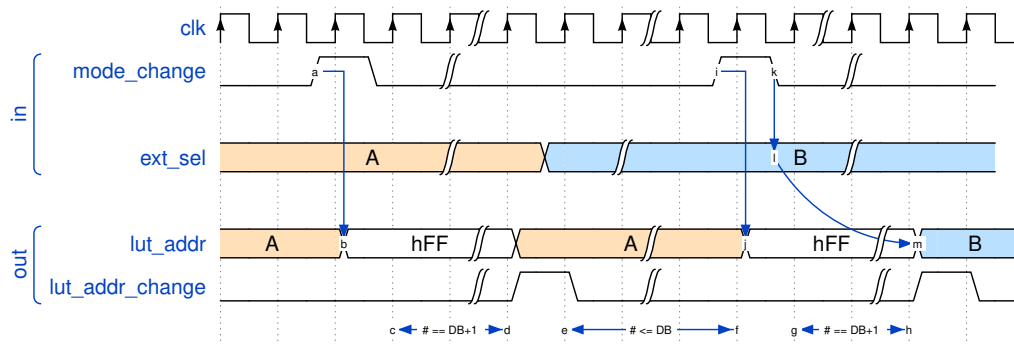 clk
in
mode_change
a
i
k
ext_sel
A
l
B
out
lut_addr
A
b
hFF
A
j
hFF
m
B
lut_addr_change
c
# == DB+1
d
e
# <= DB
f
g
# == DB+1
h